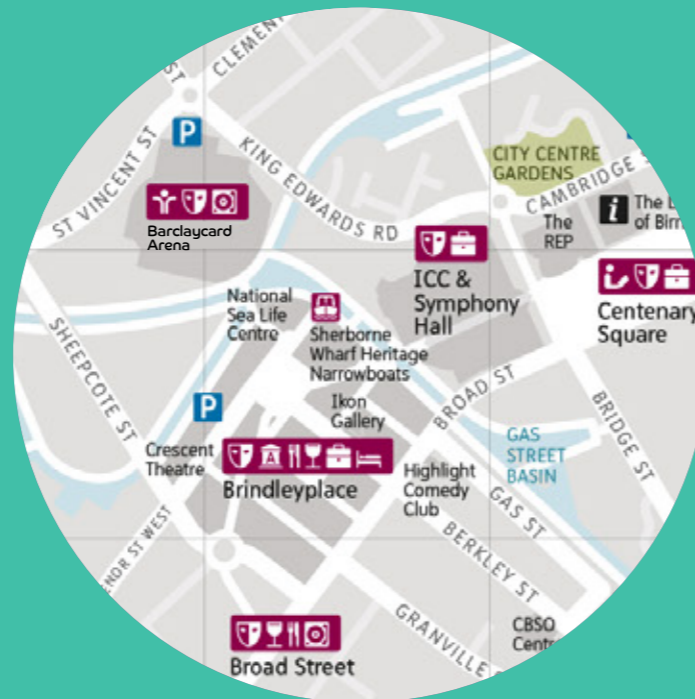 ST
CLEMENT
P
ST VINCENT ST
KING EDWARDS RD
CITY CENTRE
GARDENS
CAMBRIDGE S
Barclaycard
Arena
The
REP
i
The
of Birm
ICC &
Symphony
Hall
Centenary
Square
National
Sea Life
Centre
Sherborne
Wharf Heritage
Narrowboats
SHEEPCOTE ST
Ikon
Gallery
BROAD ST
BRIDGE ST
P
Crescent
Theatre
Brindleyplace
Highlight
Comedy
Club
GAS
STREET
BASIN
GAS ST
BERKLEY ST
ENOR ST WEST
GRANVILLE
CBSO
Centr
Broad Street